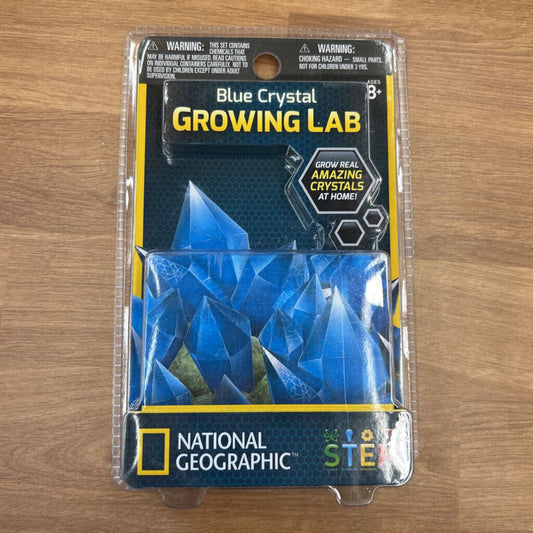 WARNING: THIS SET CONTAINS
CHEMICALS THAT
MAY BE HARMFUL IF MISUSED. READ CAUTIONS
ON INDIVIDUAL CONTAINERS CAREFULLY. NOT TO
BE USED BY CHILDREN EXCEPT UNDER ADULT
SUPERVISION.
WARNING:
CHOKING HAZARD — SMALL PARTS.
NOT FOR CHILDREN UNDER 3 YRS.
AGES
8+
Blue Crystal
GROWING LAB
GROW REAL
AMAZING
CRYSTALS
AT HOME!
NATIONAL
GEOGRAPHIC™
STEM